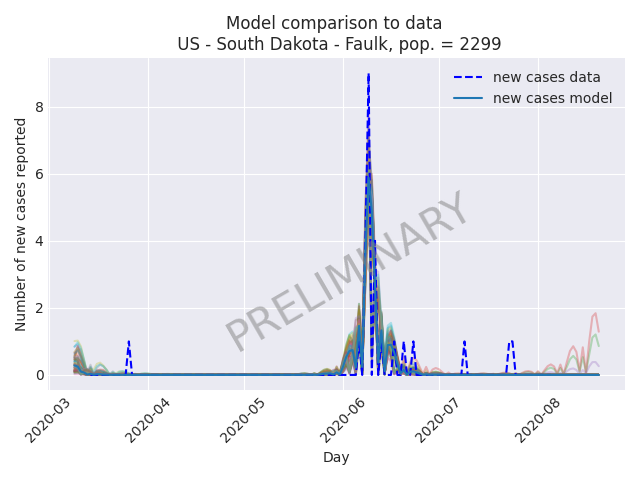 Model comparison to data
US - South Dakota - Faulk, pop. = 2299
new cases data
new cases model
Number of new cases reported
8
6
4
2
0
PRELIMINARY
2020-03
2020-04
2020-05
2020-06
2020-07
2020-08
Day